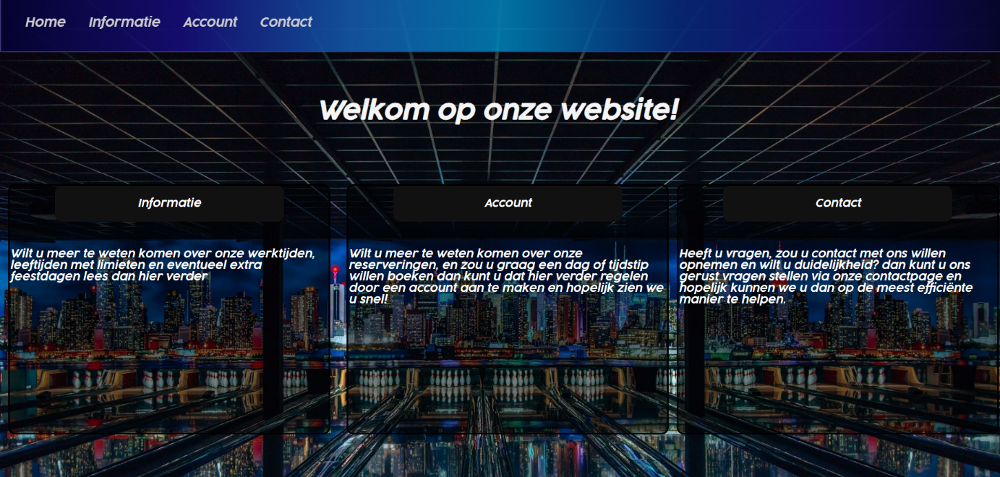 Home Informatie Account Contact
Welkom op onze website!
Informatie
Wilt u meer te weten komen over onze werktijden,
leeftijden met limieten en eventueel extra
feestdagen lees dan hier verder
Account
Wilt u meer te weten komen over onze
reserveringen, en zou u graag een dag of tijdstip
willen boeken dan kunt u dat hier verder regelen
door een account aan te maken en hopelijk zien we
u snel!
Contact
Heeft u vragen, zou u contact met ons willen
opnemen en wilt u duidelijkheid? dan kunt u ons
gerust vragen stellen via onze contactpage en
hopelijk kunnen we u dan op de meest efficiënte
manier te helpen.